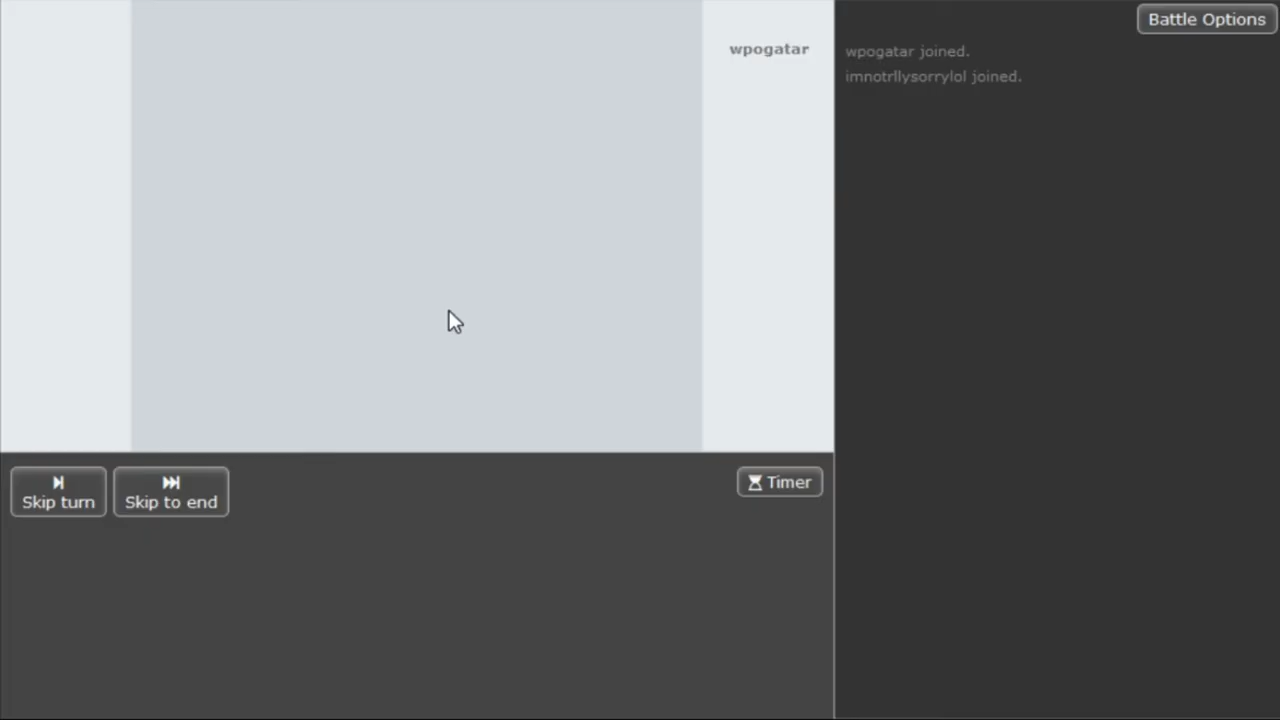 Battle Options
wpogatar
wpogatar joined.
imnotrllysorrylol joined.
Skip turn
Skip to end
Timer